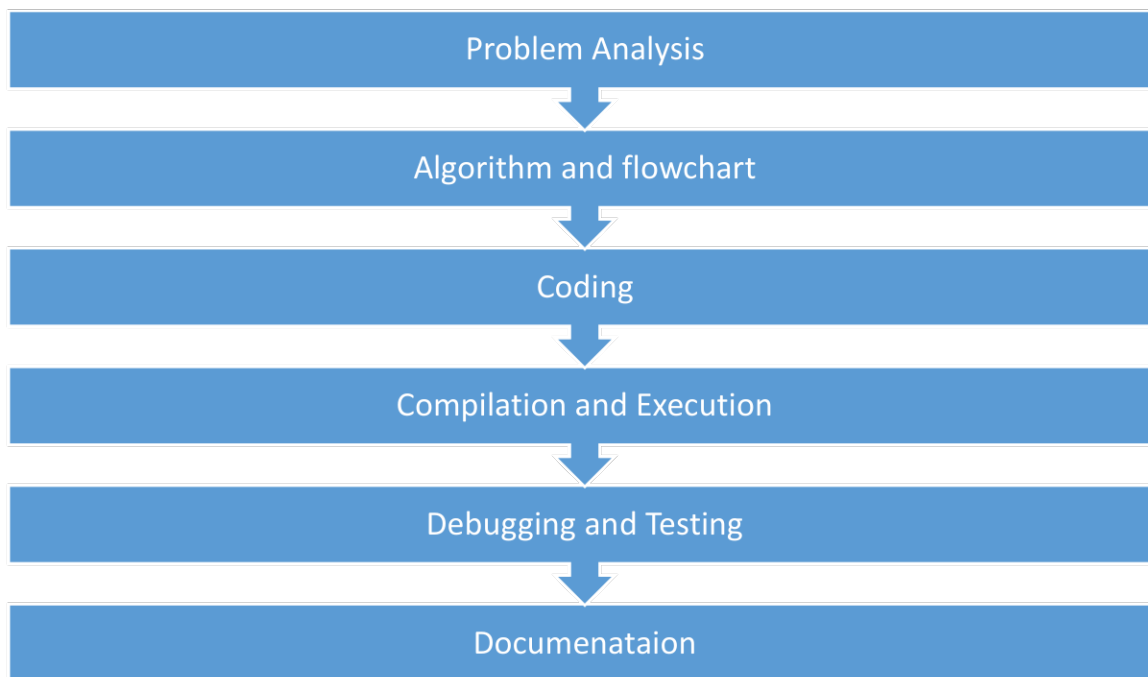 Problem Analysis
Algorithm and flowchart
Coding
Compilation and Execution
Debugging and Testing
Documenataion